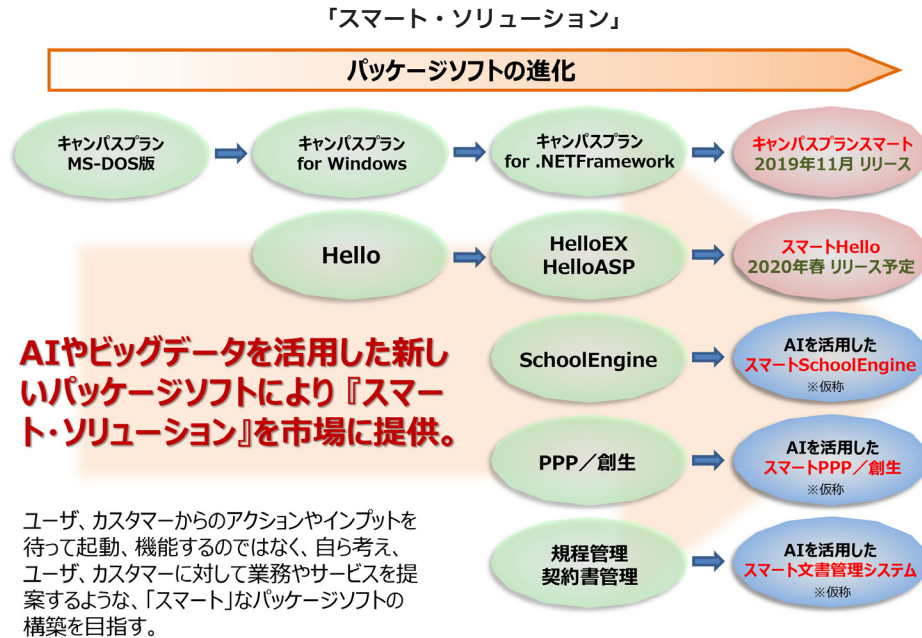 「スマート・ソリューション」
パッケージソフトの進化
キャンパスプラン
MS-DOS版
キャンパスプラン
for Windows
キャンパスプラン
for .NETFramework
キャンパスプランスマート
2019年11月 リリース
Hello
HelloEX
HelloASP
スマートHello
2020年春 リリース予定
AIやビッグデータを活用した新し
いパッケージソフトにより『スマー
ト・ソリューション』を市場に提供。
SchoolEngine
AIを活用した
スマートSchoolEngine
※仮称
PPP／創生
AIを活用した
スマートPPP／創生
※仮称
ユーザ、カスタマーからのアクションやインプットを
待って起動、機能するのではなく、自ら考え、
ユーザ、カスタマーに対して業務やサービスを提
案するような、「スマート」なパッケージソフトの
構築を目指す。
規程管理
契約書管理
AIを活用した
スマート文書管理システム
※仮称